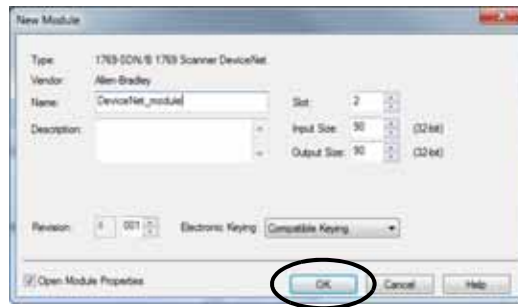 New Module
Type: 1769-SDN/B 1769 Scanner DeviceNet
Vendor: Allen-Bradley
Name: DeviceNet_module
Slot: 2
Description:
Input Size: 90 (32-bit)
Output Size: 90 (32-bit)
Revision: 001 Electronic Keying: Compatible Keying
Open Module Properties OK Cancel Help